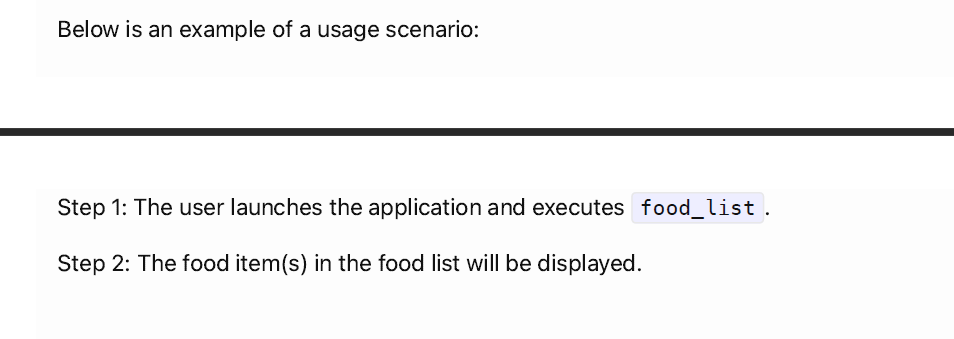 Below is an example of a usage scenario:
Step 1: The user launches the application and executes food_list.
Step 2: The food item(s) in the food list will be displayed.